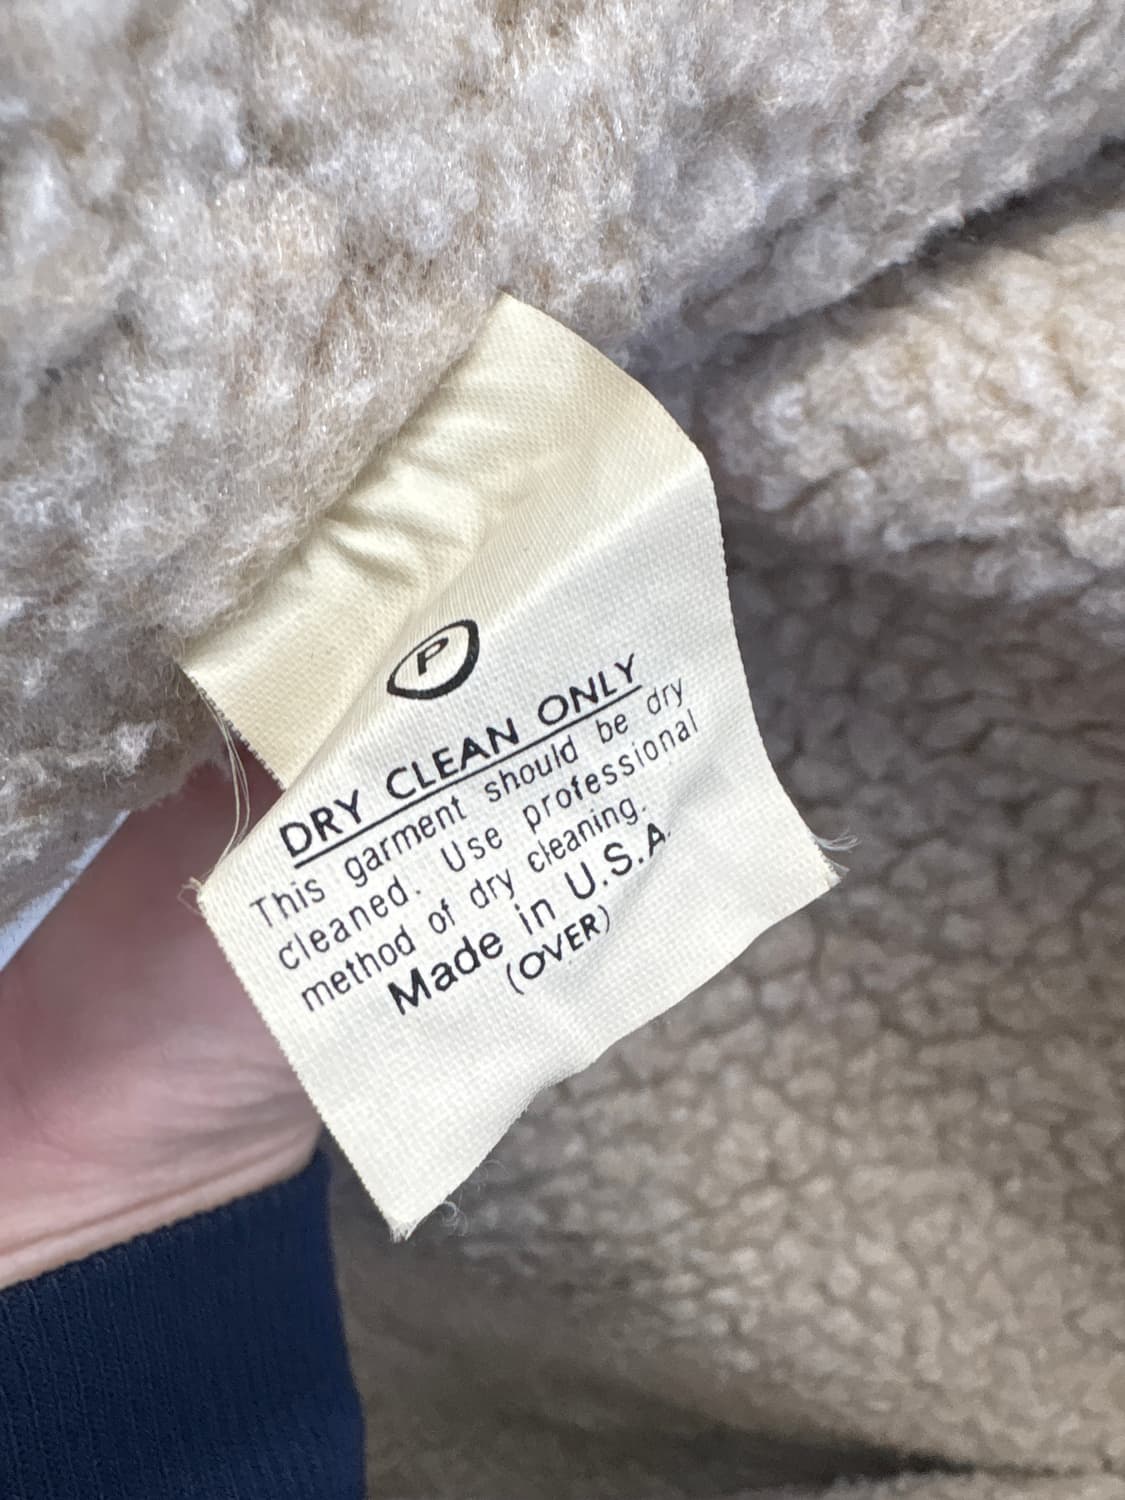 P
DRY CLEAN ONLY
This garment should be dry
cleaned. Use professional
method of dry cleaning.
Made in U.S.A.
(OVER)